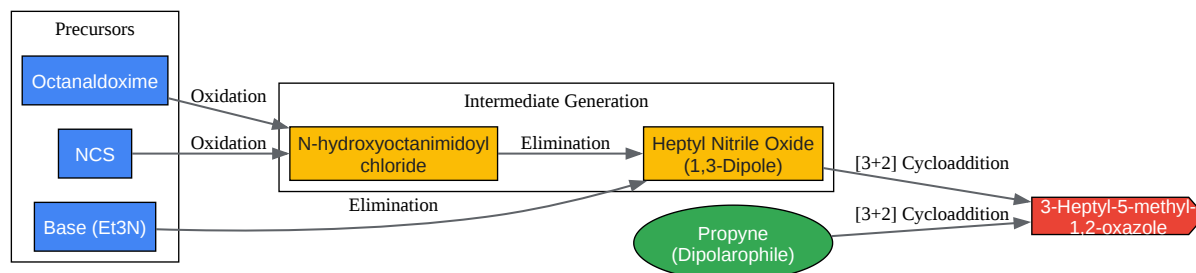 Precursors
Octanaldoxime
NCS
Base (Et3N)
Oxidation
Oxidation
Intermediate Generation
N-hydroxyoctanimidoyl
chloride
Elimination
Elimination
Heptyl Nitrile Oxide
(1,3-Dipole)
Propyne
(Dipolarophile)
[3+2] Cycloaddition
[3+2] Cycloaddition
3-Heptyl-5-methyl-
1,2-oxazole